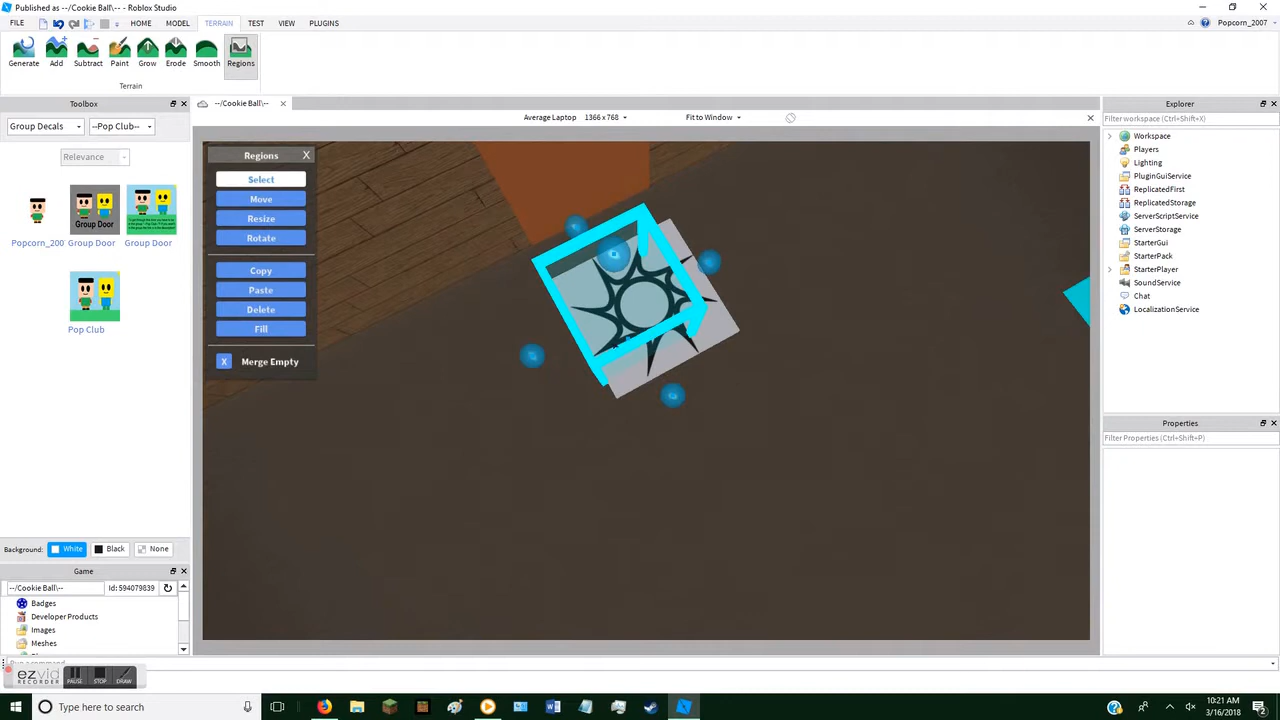 Published as --/Cookie Ball\-- - Roblox Studio
FILE HOME MODEL TERRAIN TEST VIEW PLUGINS
Popcorn_2007
Generate Add Subtract Paint Grow Erode Smooth Regions
Terrain
Toolbox
--/Cookie Ball\--
Explorer
Group Decals --Pop Club--
Average Laptop 1366 x 768 Fit to Window
Filter workspace (Ctrl+Shift+X)
Relevance
Workspace
Players
Lighting
PluginGuiService
ReplicatedFirst
ReplicatedStorage
ServerScriptService
ServerStorage
StarterGui
StarterPack
StarterPlayer
SoundService
Chat
LocalizationService
Group Door
Popcorn_200 Group Door Group Door
Pop Club
Regions X
Select
Move
Resize
Rotate
Copy
Paste
Delete
Fill
X Merge Empty
Properties
Filter Properties (Ctrl+Shift+P)
Background: White Black None
Game
--/Cookie Ball\-- Id: 594079839
Badges
Developer Products
Images
Meshes
ezvid
RECORDER
PAUSE STOP DRAW
Type here to search
10:21 AM
3/16/2018
2